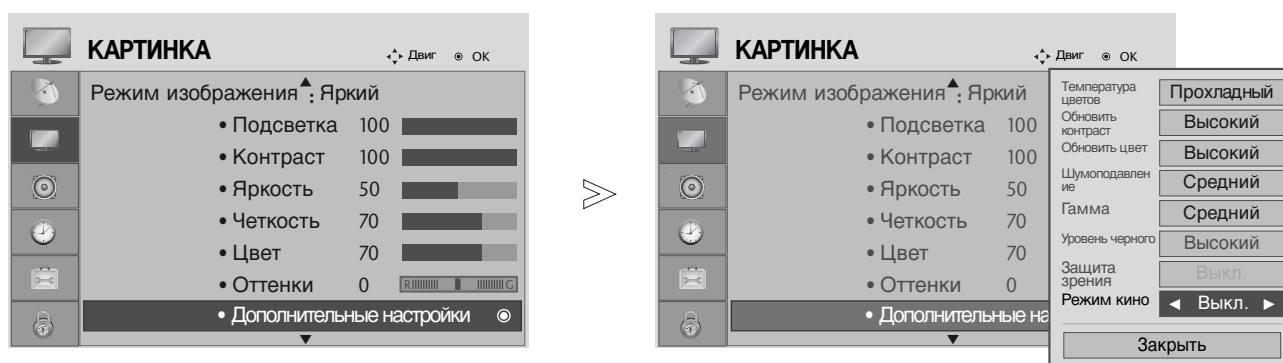 КАРТИНКА
Двиг ОК
Режим изображения : Яркий
• Подсветка 100
• Контраст 100
• Яркость 50
• Четкость 70
• Цвет 70
• Оттенки 0 R G
• Дополнительные настройки
КАРТИНКА
Двиг ОК
Режим изображения : Яркий
• Подсветка 100
• Контраст 100
• Яркость 50
• Четкость 70
• Цвет 70
• Оттенки 0
• Дополнительные на
Температура
цветов
Прохладный
Обновить
контраст
Высокий
Обновить цвет
Высокий
Шумоподавлен
ие
Средний
Гамма
Средний
Уровень черного
Высокий
Защита
зрения
Выкл.
Режим кино
◄ Выкл. ►
Закрыть